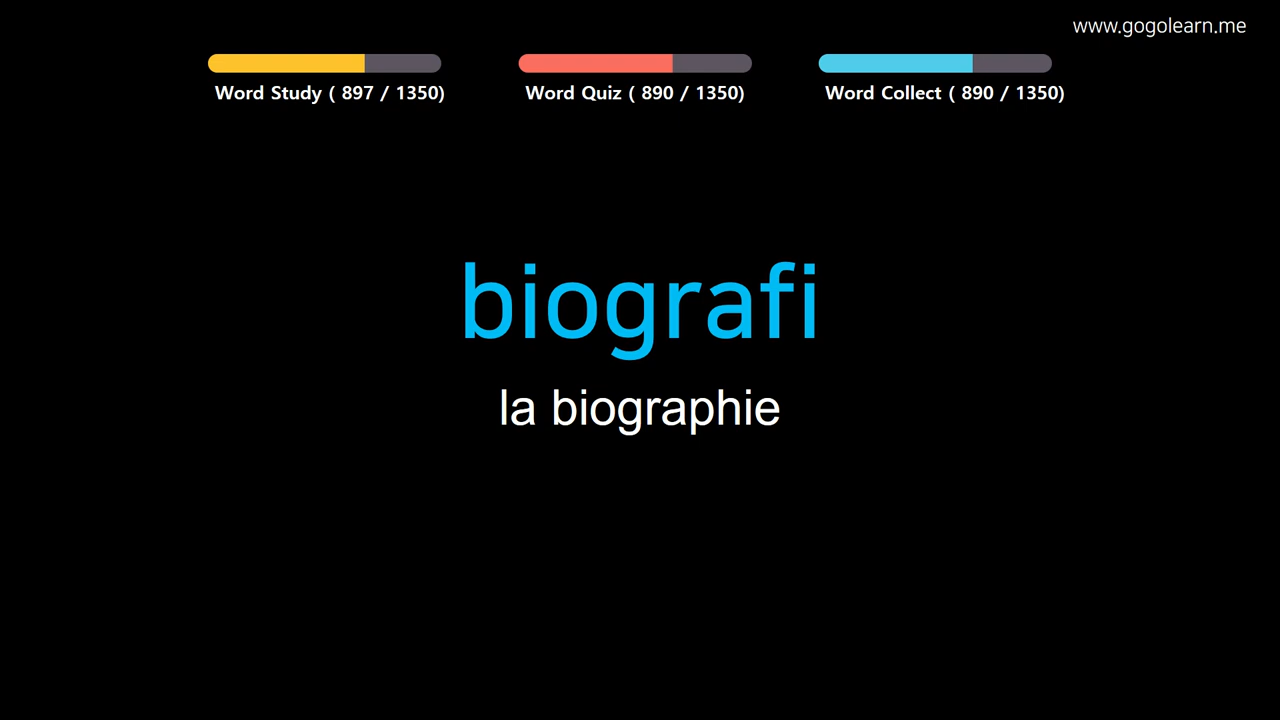 www.gogolearn.me
Word Study ( 897 / 1350)
Word Quiz ( 890 / 1350)
Word Collect ( 890 / 1350)
biografi
la biographie